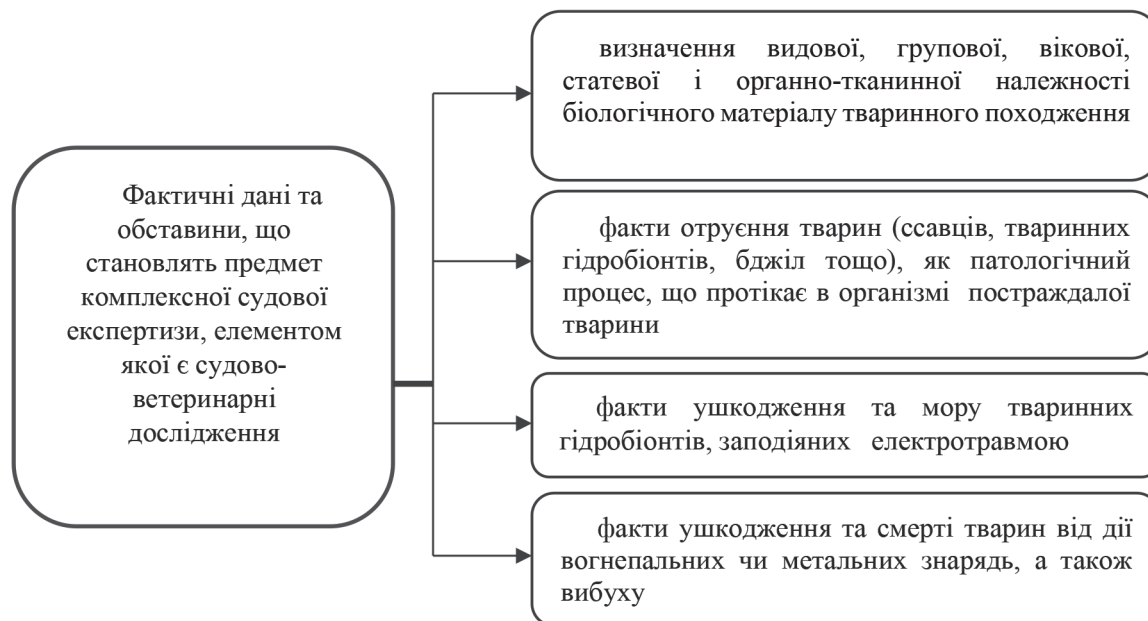 Фактичні дані та
обставини, що
становлять предмет
комплексної судової
експертизи, елементом
якої є судово-
ветеринарні
дослідження
визначення видової, групової, вікової,
статевої і органно-тканинної належності
біологічного матеріалу тваринного походження
факти отруєння тварин (ссавців, тваринних
гідробіонтів, бджіл тощо), як патологічний
процес, що протікає в організмі постраждалої
тварини
факти ушкодження та мору тваринних
гідробіонтів, заподіяних електротравмою
факти ушкодження та смерті тварин від дії
вогнепальних чи метальних знарядь, а також
вибуху